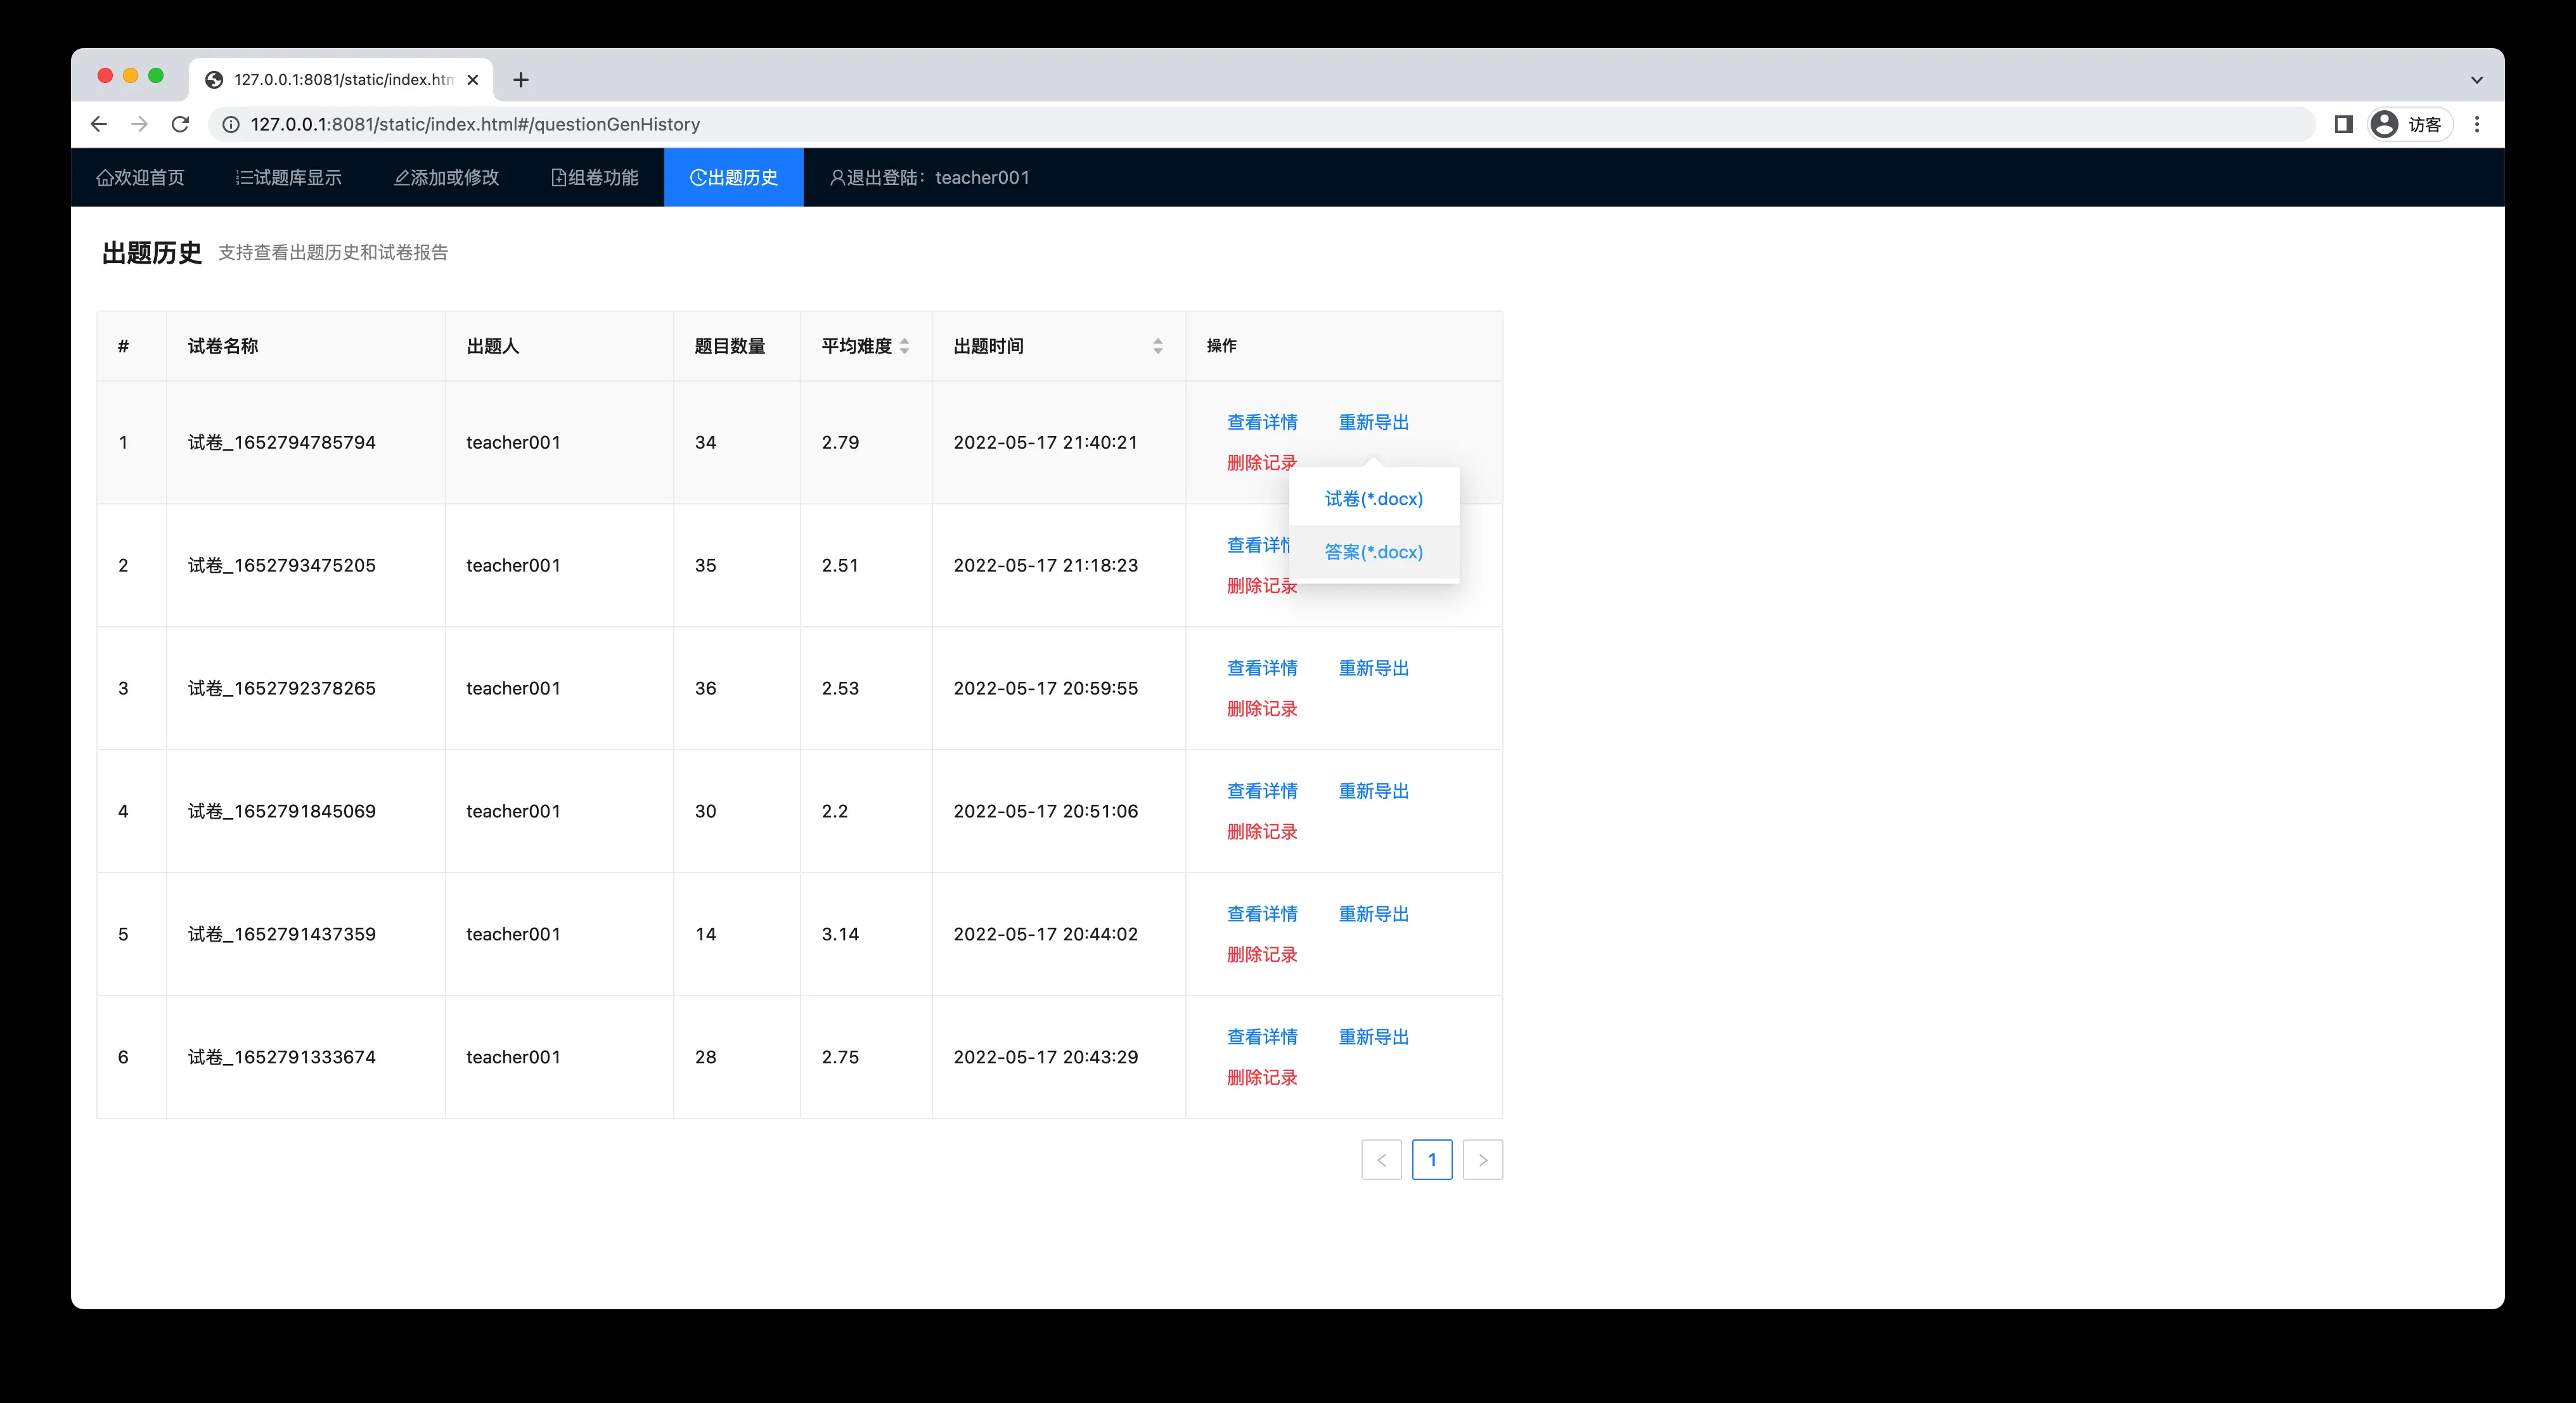 127.0.0.1:8081/static/index.htm
127.0.0.1:8081/static/index.html#/questionGenHistory
访客
欢迎首页 试题库显示 添加或修改 组卷功能 出题历史 退出登陆：teacher001
出题历史 支持查看出题历史和试卷报告
# 试卷名称 出题人 题目数量 平均难度 出题时间 操作
1 试卷_1652794785794 teacher001 34 2.79 2022-05-17 21:40:21 查看详情 重新导出
删除记录
试卷(*.docx)
答案(*.docx)
2 试卷_1652793475205 teacher001 35 2.51 2022-05-17 21:18:23 查看详情
删除记录
3 试卷_1652792378265 teacher001 36 2.53 2022-05-17 20:59:55 查看详情 重新导出
删除记录
4 试卷_1652791845069 teacher001 30 2.2 2022-05-17 20:51:06 查看详情 重新导出
删除记录
5 试卷_1652791437359 teacher001 14 3.14 2022-05-17 20:44:02 查看详情 重新导出
删除记录
6 试卷_1652791333674 teacher001 28 2.75 2022-05-17 20:43:29 查看详情 重新导出
删除记录
< 1 >